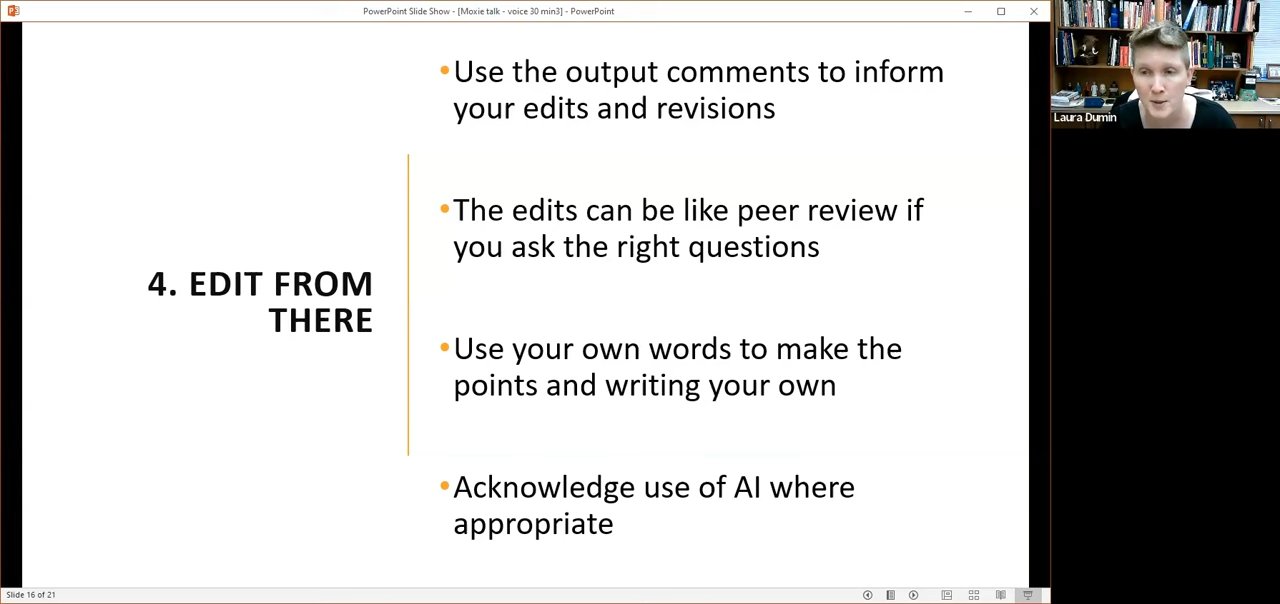 PowerPoint Slide Show - [Moxie talk - voice 30 min3] - PowerPoint
Laura Dumin
4. EDIT FROM
THERE
•Use the output comments to inform
your edits and revisions
•The edits can be like peer review if
you ask the right questions
•Use your own words to make the
points and writing your own
•Acknowledge use of AI where
appropriate
Slide 16 of 21